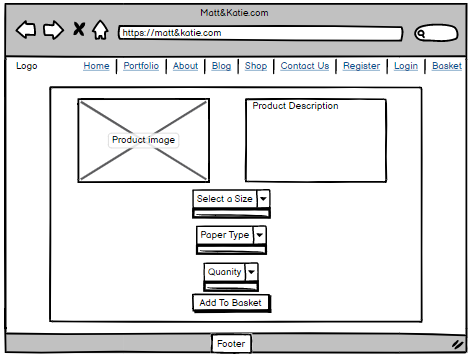 Matt&Katie.com
https://matt&katie.com
Logo Home Portfolio About Blog Shop Contact Us Register Login Basket
Product image
Product Description
Select a Size
Paper Type
Quanity
Add To Basket
Footer